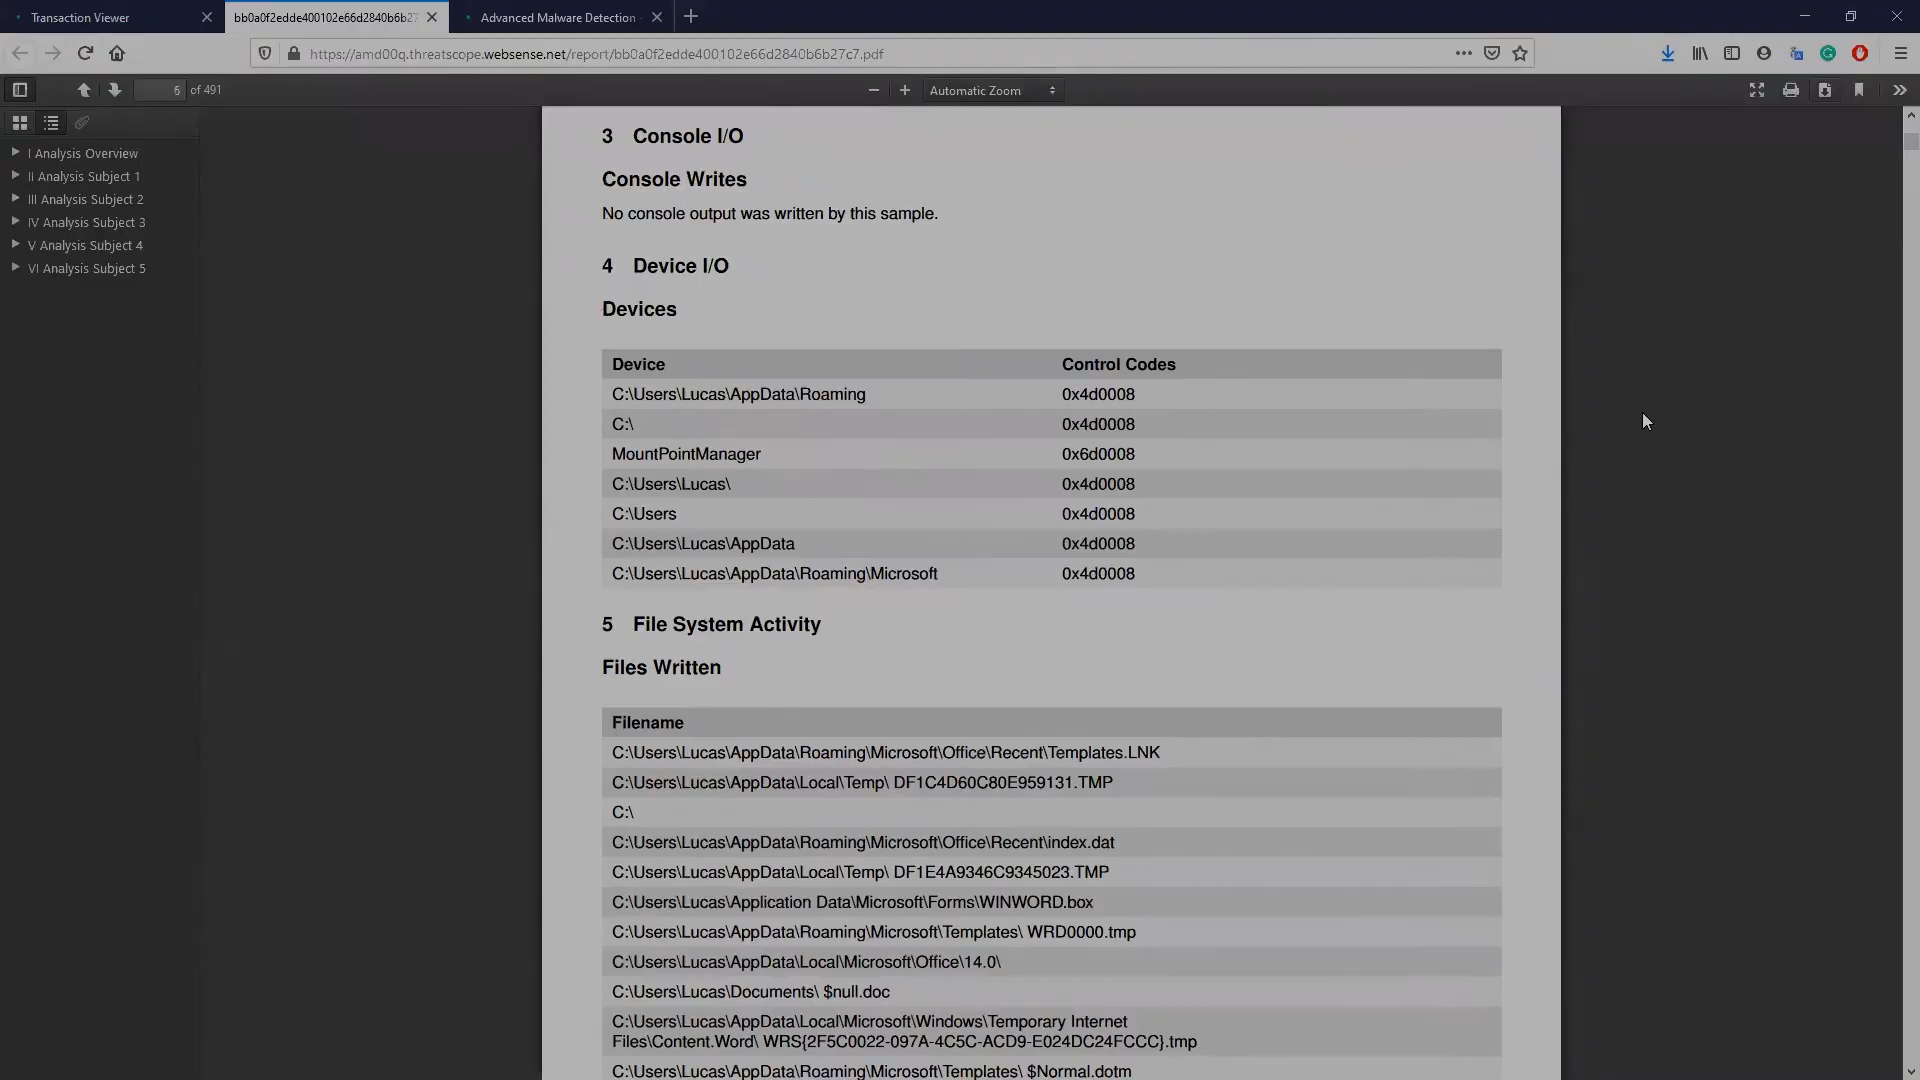 Transaction Viewer
bb0a0f2edde400102e66d2840b6b27
Advanced Malware Detection
https://amd00q.threatscope.websense.net/report/bb0a0f2edde400102e66d2840b6b27c7.pdf
6 of 491
Automatic Zoom
I Analysis Overview
II Analysis Subject 1
III Analysis Subject 2
IV Analysis Subject 3
V Analysis Subject 4
VI Analysis Subject 5
3 Console I/O
Console Writes
No console output was written by this sample.
4 Device I/O
Devices
Device Control Codes
C:\Users\Lucas\AppData\Roaming 0x4d0008
C:\ 0x4d0008
MountPointManager 0x6d0008
C:\Users\Lucas\ 0x4d0008
C:\Users 0x4d0008
C:\Users\Lucas\AppData 0x4d0008
C:\Users\Lucas\AppData\Roaming\Microsoft 0x4d0008
5 File System Activity
Files Written
Filename
C:\Users\Lucas\AppData\Roaming\Microsoft\Office\Recent\Templates.LNK
C:\Users\Lucas\AppData\Local\Temp\ DF1C4D60C80E959131.TMP
C:\
C:\Users\Lucas\AppData\Roaming\Microsoft\Office\Recent\index.dat
C:\Users\Lucas\AppData\Local\Temp\ DF1E4A9346C9345023.TMP
C:\Users\Lucas\Application Data\Microsoft\Forms\WINWORD.box
C:\Users\Lucas\AppData\Roaming\Microsoft\Templates\ WRD0000.tmp
C:\Users\Lucas\AppData\Local\Microsoft\Office\14.0\
C:\Users\Lucas\Documents\ $null.doc
C:\Users\Lucas\AppData\Local\Microsoft\Windows\Temporary Internet
Files\Content.Word\ WRS{2F5C0022-097A-4C5C-ACD9-E024DC24FCCC}.tmp
C:\Users\Lucas\AppData\Roaming\Microsoft\Templates\ $Normal.dotm